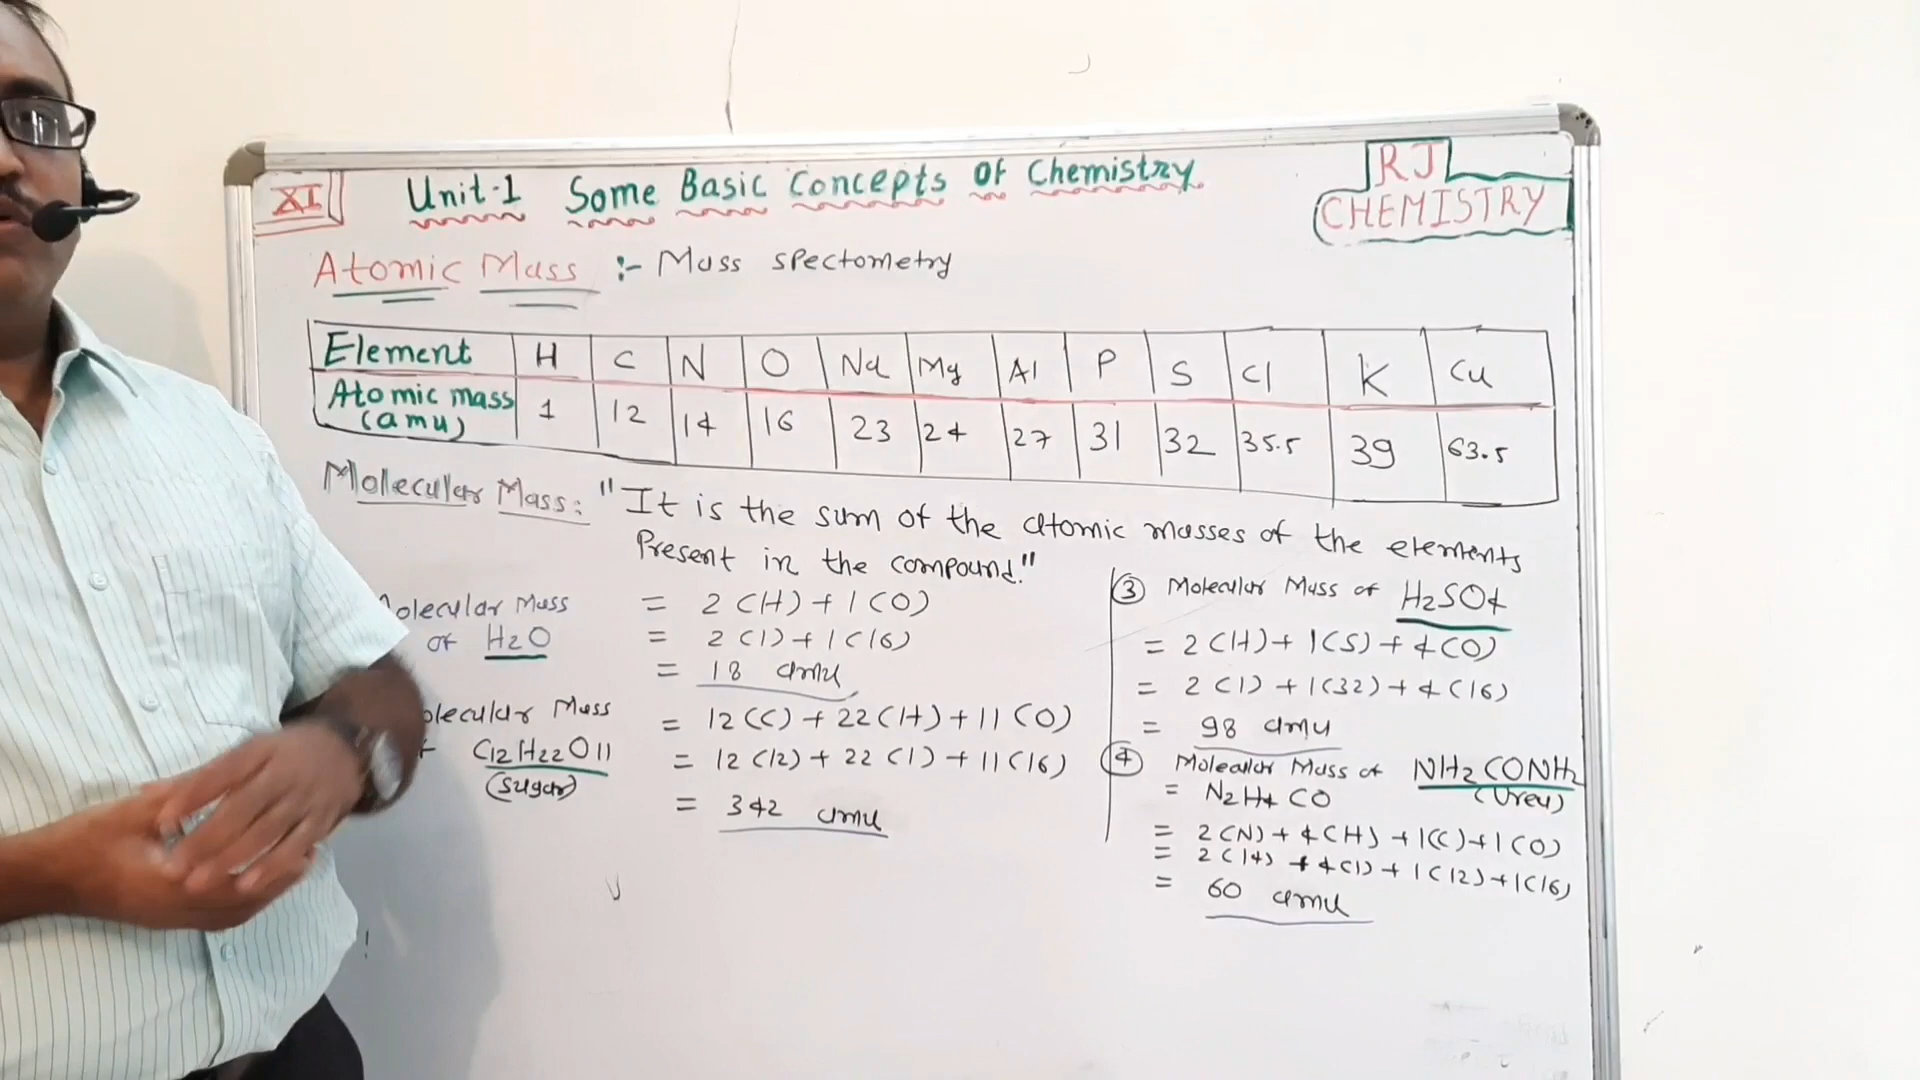 XI
Unit-1 Some Basic Concepts Of Chemistry
RJ
CHEMISTRY
Atomic Mass :- Mass spectometry
Element H C N O Na Mg Al P S Cl K Cu
Atomic mass (amu) 1 12 14 16 23 24 27 31 32 35.5 39 63.5
Molecular Mass: "It is the sum of the atomic masses of the elements
Present in the compound."
Molecular Mass
of H2O
= 2(H)+1(O)
= 2(1)+1(16)
= 18 amu
Molecular Mass
C12H22O11
(Sugar)
= 12(C)+22(H)+11(O)
= 12(12)+22(1)+11(16)
= 342 amu
③ Molecular Mass of H2SO4
= 2(H)+1(S)+4(O)
= 2(1)+1(32)+4(16)
= 98 amu
④ Molecular Mass of NH2CONH2
(Urea)
= N2H4CO
= 2(N)+4(H)+1(C)+1(O)
= 2(14)+4(1)+1(12)+1(16)
= 60 amu